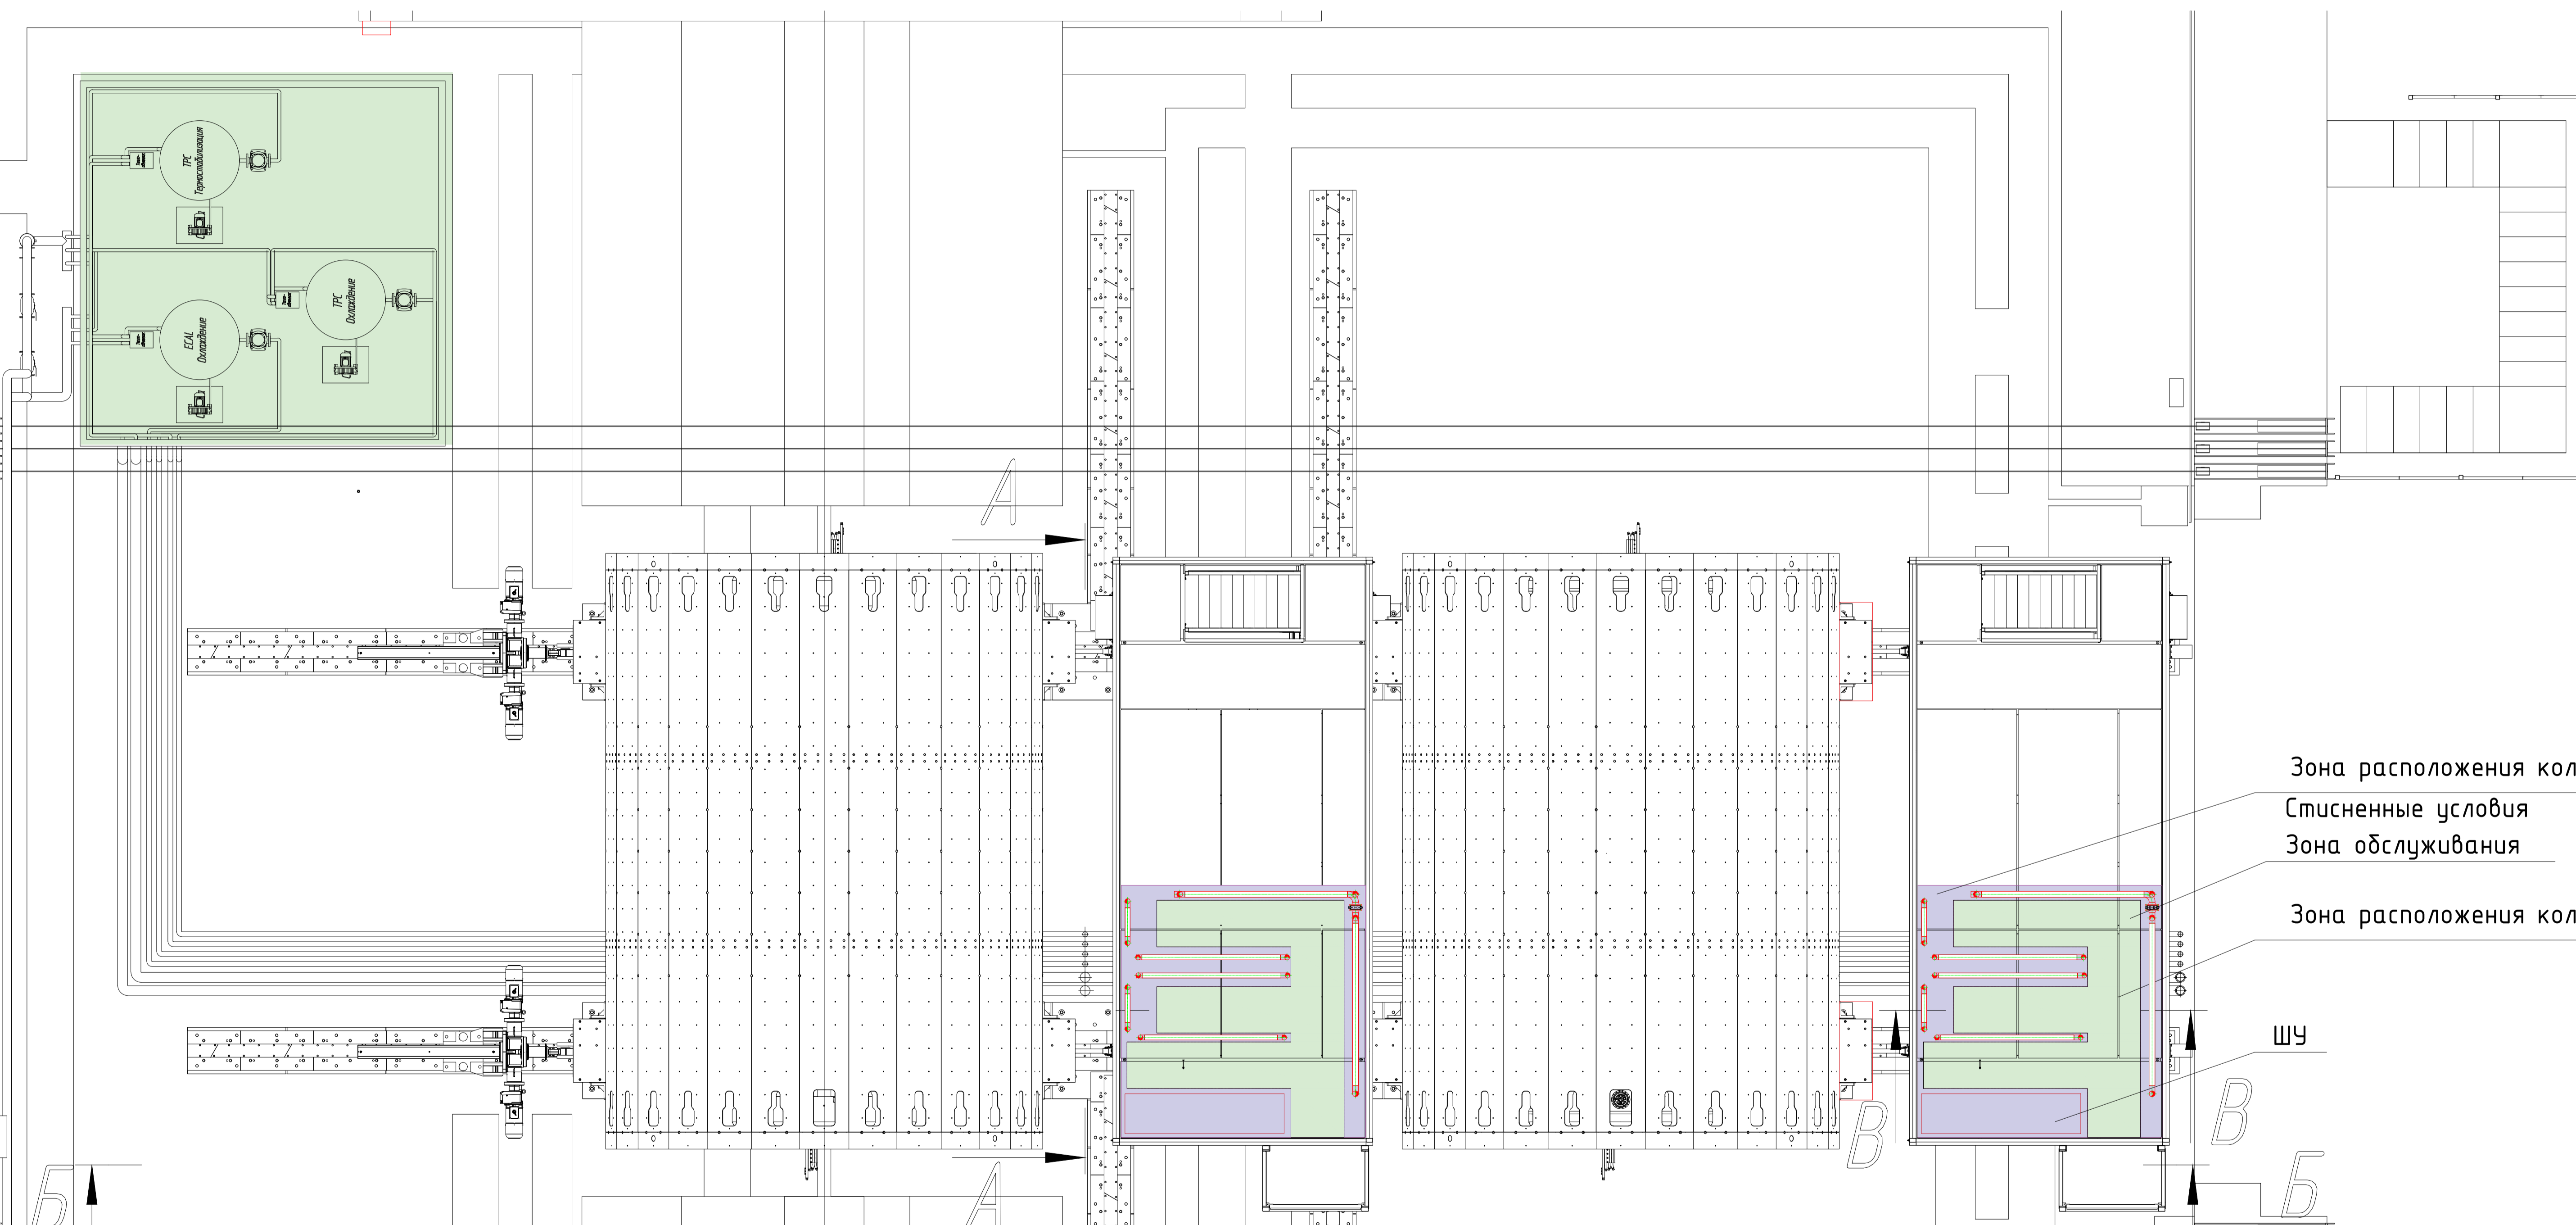 ТРС
Термостабилизация
ТРС
Охлаждение
ECAL
Охлаждение
А
Зона расположения кол
Стисненные условия
Зона обслуживания
Зона расположения кол
ШУ
В
В
Б
А
Б